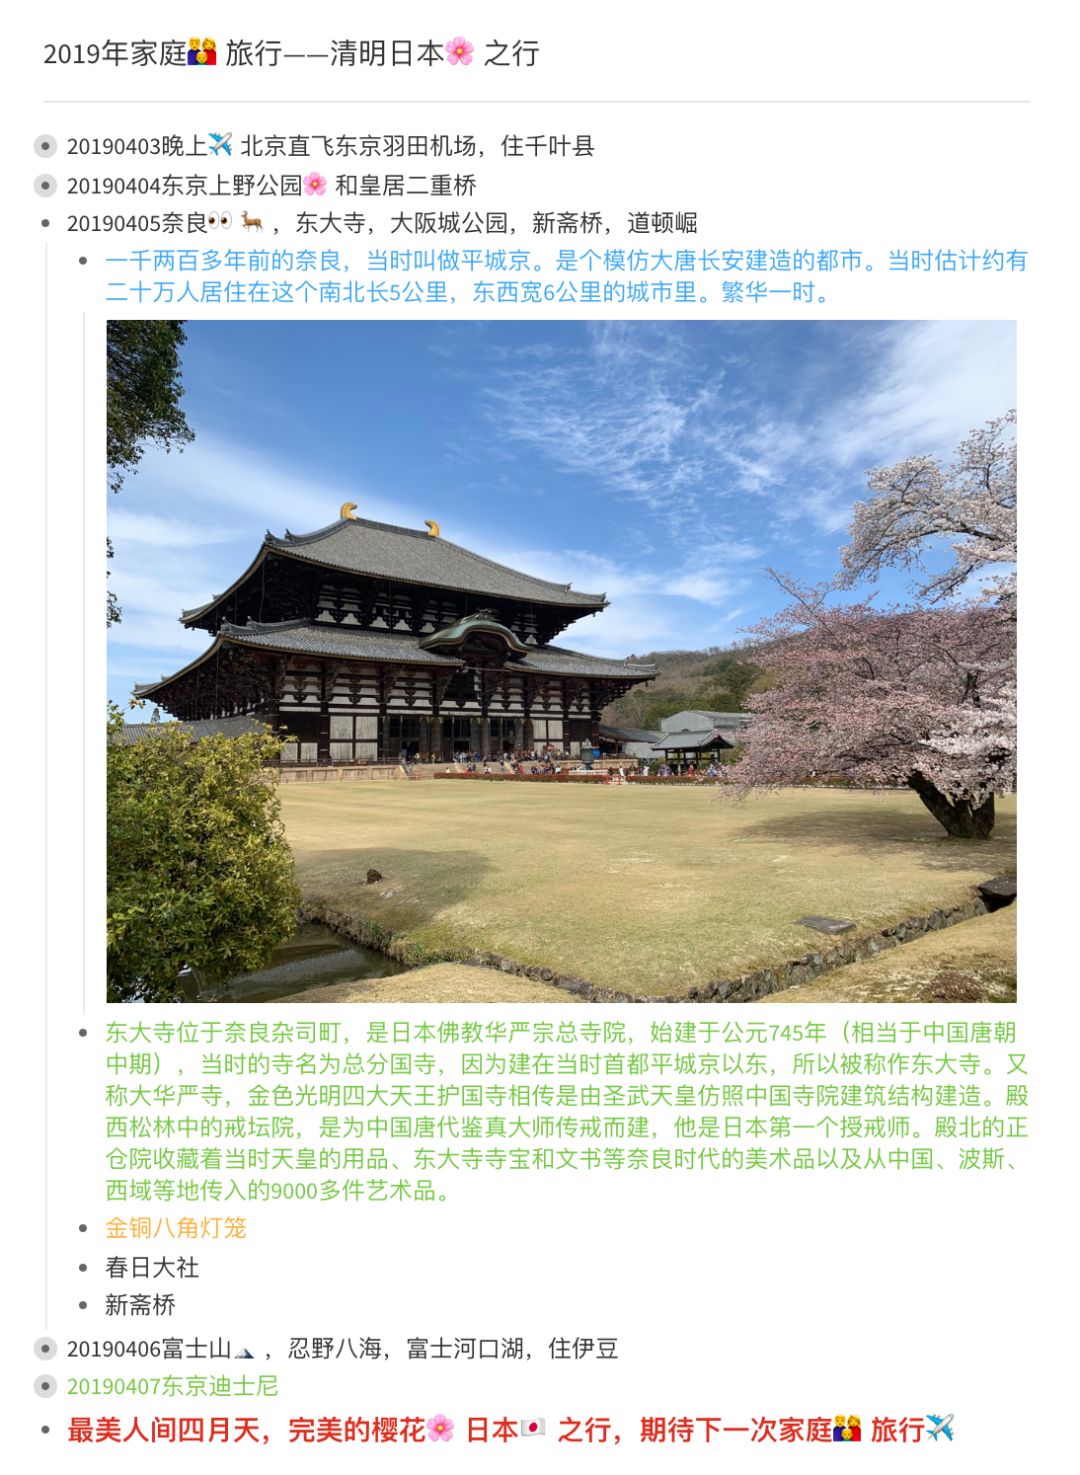 2019年家庭👨‍👩‍👦 旅行——清明日本🌸 之行
20190403晚上✈️ 北京直飞东京羽田机场，住千叶县
20190404东京上野公园🌸 和皇居二重桥
20190405奈良👀 🦌 ，东大寺，大阪城公园，新斋桥，道顿崛
一千两百多年前的奈良，当时叫做平城京。是个模仿大唐长安建造的都市。当时估计约有
二十万人居住在这个南北长5公里，东西宽6公里的城市里。繁华一时。
东大寺位于奈良杂司町，是日本佛教华严宗总寺院，始建于公元745年（相当于中国唐朝
中期），当时的寺名为总分国寺，因为建在当时首都平城京以东，所以被称作东大寺。又
称大华严寺，金色光明四大天王护国寺相传是由圣武天皇仿照中国寺院建筑结构建造。殿
西松林中的戒坛院，是为中国唐代鉴真大师传戒而建，他是日本第一个授戒师。殿北的正
仓院收藏着当时天皇的用品、东大寺寺宝和文书等奈良时代的美术品以及从中国、波斯、
西域等地传入的9000多件艺术品。
金铜八角灯笼
春日大社
新斋桥
20190406富士山🏔 ，忍野八海，富士河口湖，住伊豆
20190407东京迪士尼
最美人间四月天，完美的樱花🌸 日本🇯🇵 之行，期待下一次家庭👨‍👩‍👦 旅行✈️